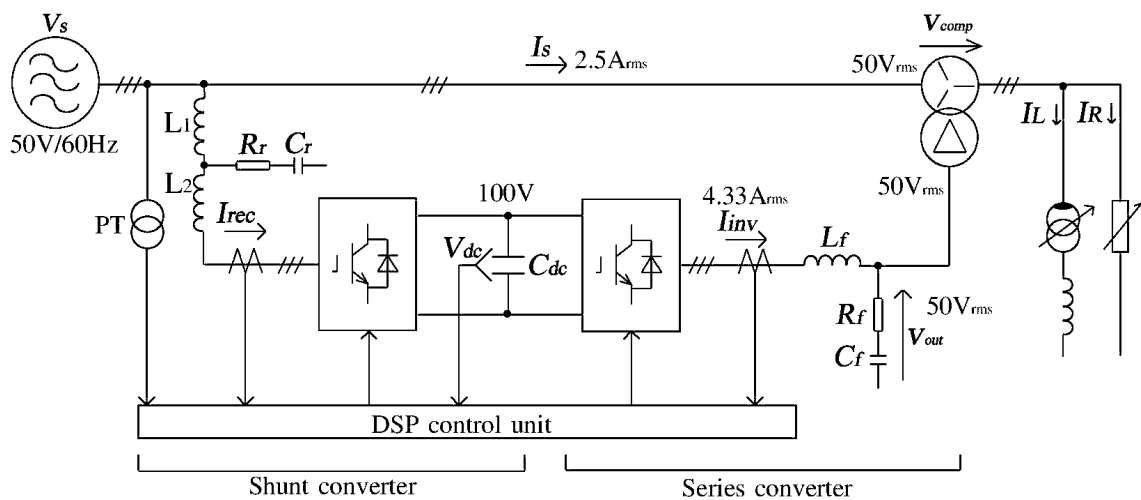 Vs
50V/60Hz
Is
2.5Arms
Vcomp
50Vrms
50Vrms
IL
IR
L1
L2
Rr
Cr
PT
Irec
100V
Vdc
Cdc
4.33Arms
Iinv
Lf
Rf
Cf
50Vrms
Vout
DSP control unit
Shunt converter
Series converter